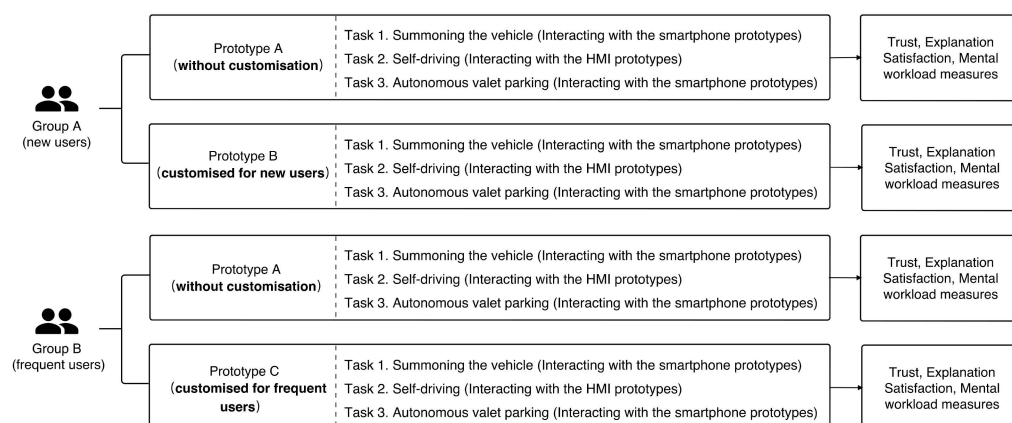 Group A
(new users)
Prototype A
(without customisation)
Task 1. Summoning the vehicle (Interacting with the smartphone prototypes)
Task 2. Self-driving (Interacting with the HMI prototypes)
Task 3. Autonomous valet parking (Interacting with the smartphone prototypes)
Trust, Explanation
Satisfaction, Mental
workload measures
Prototype B
(customised for new users)
Task 1. Summoning the vehicle (Interacting with the smartphone prototypes)
Task 2. Self-driving (Interacting with the HMI prototypes)
Task 3. Autonomous valet parking (Interacting with the smartphone prototypes)
Trust, Explanation
Satisfaction, Mental
workload measures
Group B
(frequent users)
Prototype A
(without customisation)
Task 1. Summoning the vehicle (Interacting with the smartphone prototypes)
Task 2. Self-driving (Interacting with the HMI prototypes)
Task 3. Autonomous valet parking (Interacting with the smartphone prototypes)
Trust, Explanation
Satisfaction, Mental
workload measures
Prototype C
(customised for frequent
users)
Task 1. Summoning the vehicle (Interacting with the smartphone prototypes)
Task 2. Self-driving (Interacting with the HMI prototypes)
Task 3. Autonomous valet parking (Interacting with the smartphone prototypes)
Trust, Explanation
Satisfaction, Mental
workload measures